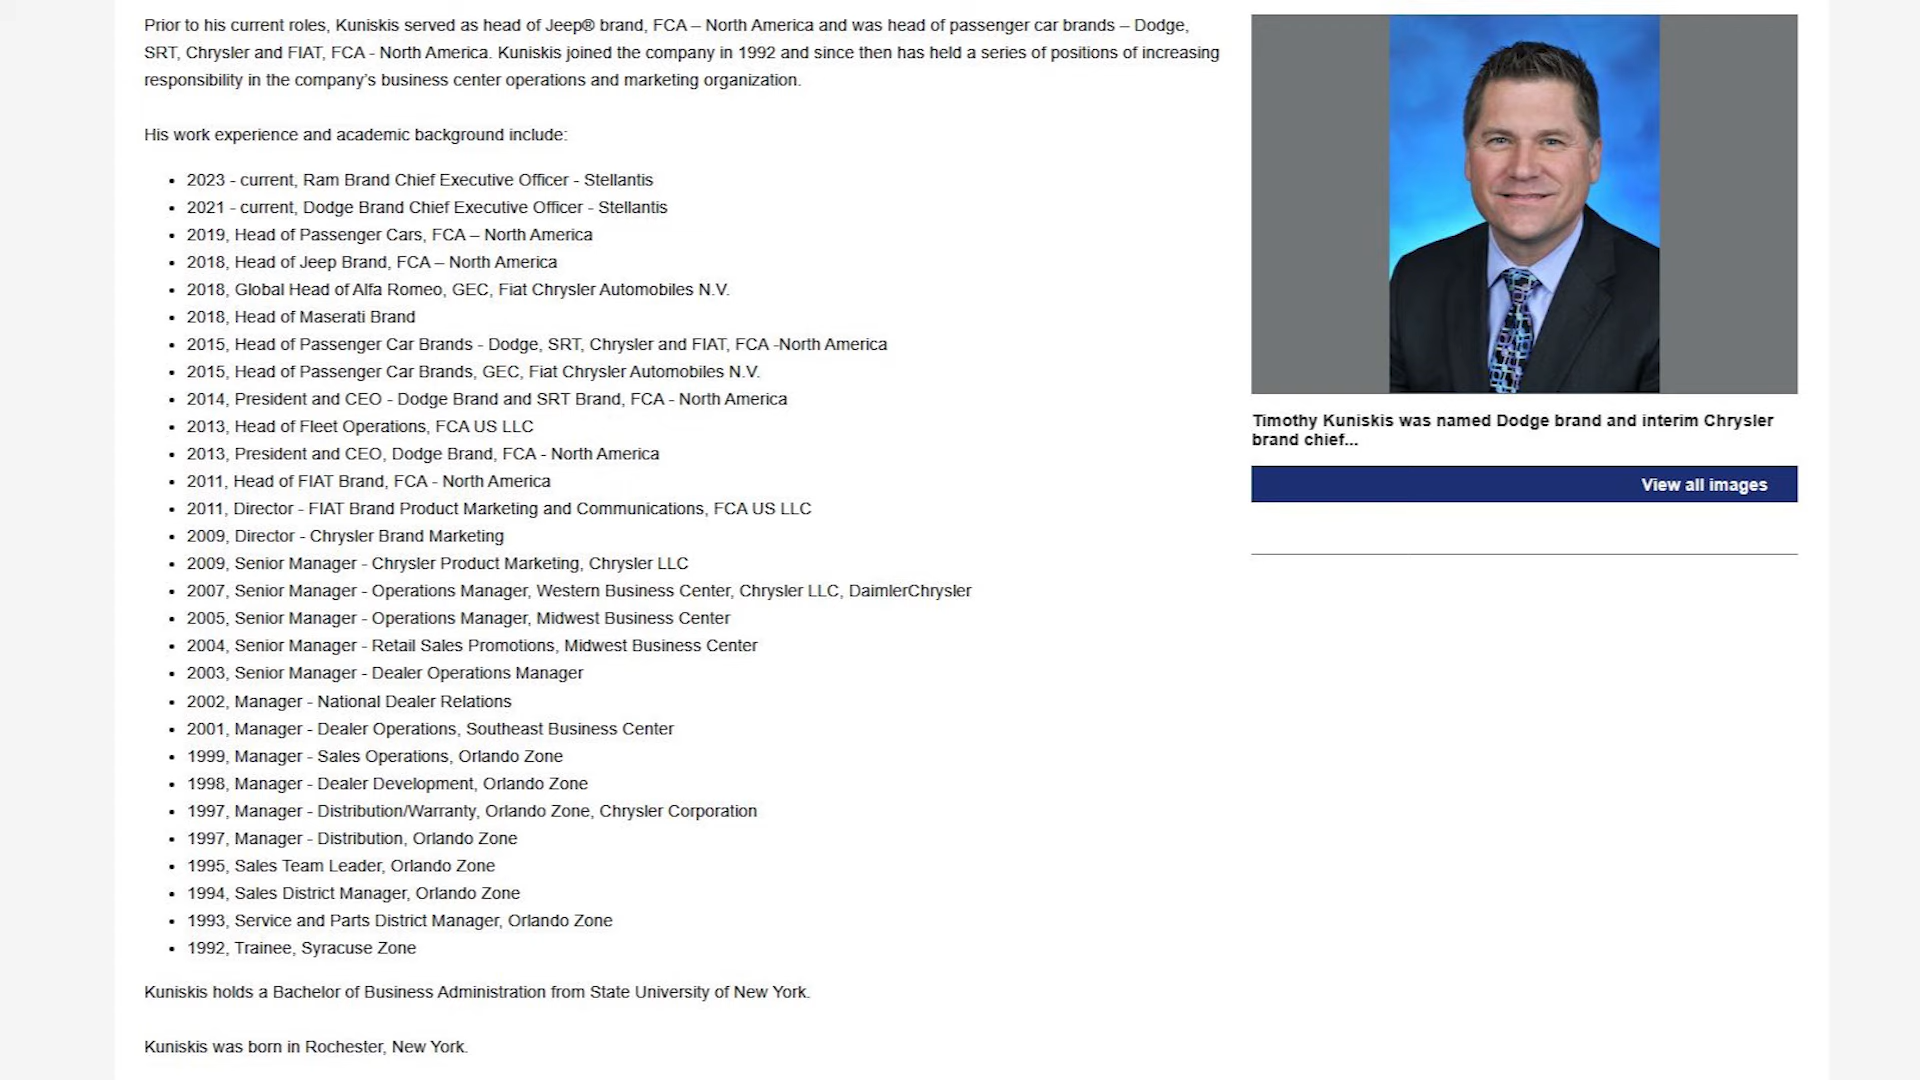 Prior to his current roles, Kuniskis served as head of Jeep® brand, FCA – North America and was head of passenger car brands – Dodge,
SRT, Chrysler and FIAT, FCA - North America. Kuniskis joined the company in 1992 and since then has held a series of positions of increasing
responsibility in the company’s business center operations and marketing organization.
His work experience and academic background include:
• 2023 - current, Ram Brand Chief Executive Officer - Stellantis
• 2021 - current, Dodge Brand Chief Executive Officer - Stellantis
• 2019, Head of Passenger Cars, FCA – North America
• 2018, Head of Jeep Brand, FCA – North America
• 2018, Global Head of Alfa Romeo, GEC, Fiat Chrysler Automobiles N.V.
• 2018, Head of Maserati Brand
• 2015, Head of Passenger Car Brands - Dodge, SRT, Chrysler and FIAT, FCA -North America
• 2015, Head of Passenger Car Brands, GEC, Fiat Chrysler Automobiles N.V.
• 2014, President and CEO - Dodge Brand and SRT Brand, FCA - North America
• 2013, Head of Fleet Operations, FCA US LLC
• 2013, President and CEO, Dodge Brand, FCA - North America
• 2011, Head of FIAT Brand, FCA - North America
• 2011, Director - FIAT Brand Product Marketing and Communications, FCA US LLC
• 2009, Director - Chrysler Brand Marketing
• 2009, Senior Manager - Chrysler Product Marketing, Chrysler LLC
• 2007, Senior Manager - Operations Manager, Western Business Center, Chrysler LLC, DaimlerChrysler
• 2005, Senior Manager - Operations Manager, Midwest Business Center
• 2004, Senior Manager - Retail Sales Promotions, Midwest Business Center
• 2003, Senior Manager - Dealer Operations Manager
• 2002, Manager - National Dealer Relations
• 2001, Manager - Dealer Operations, Southeast Business Center
• 1999, Manager - Sales Operations, Orlando Zone
• 1998, Manager - Dealer Development, Orlando Zone
• 1997, Manager - Distribution/Warranty, Orlando Zone, Chrysler Corporation
• 1997, Manager - Distribution, Orlando Zone
• 1995, Sales Team Leader, Orlando Zone
• 1994, Sales District Manager, Orlando Zone
• 1993, Service and Parts District Manager, Orlando Zone
• 1992, Trainee, Syracuse Zone
Kuniskis holds a Bachelor of Business Administration from State University of New York.
Kuniskis was born in Rochester, New York.
Timothy Kuniskis was named Dodge brand and interim Chrysler
brand chief...
View all images